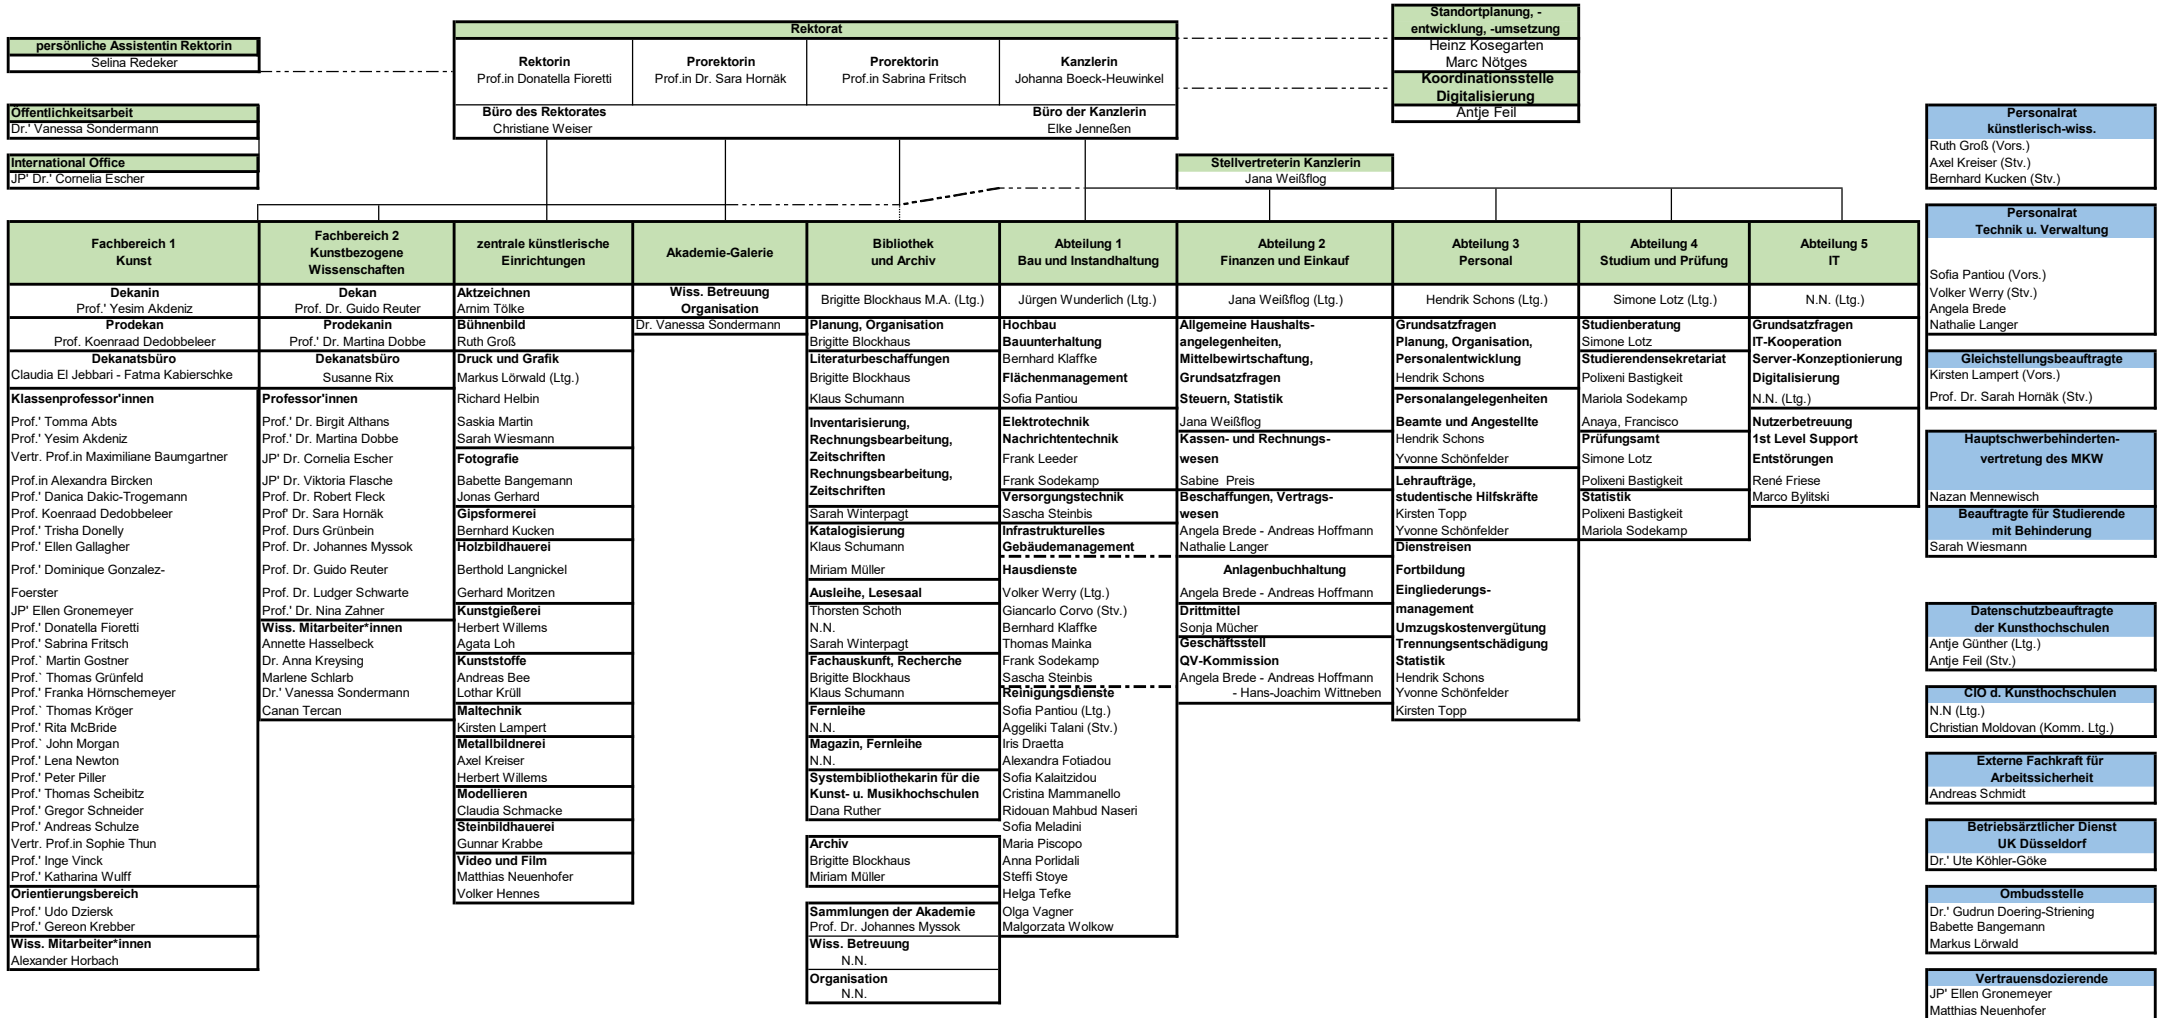 persönliche Assistentin Rektorin
Selina Redeker
Öffentlichkeitsarbeit
Dr.' Vanessa Sondermann
International Office
JP' Dr.' Cornelia Escher
Rektorat
Rektorin
Prof.in Donatella Fioretti
Prorektorin
Prof.in Dr. Sara Hornäk
Prorektorin
Prof.in Sabrina Fritsch
Kanzlerin
Johanna Boeck-Heuwinkel
Büro des Rektorates
Christiane Weiser
Büro der Kanzlerin
Elke Jenneßen
Standortplanung, -
entwicklung, -umsetzung
Heinz Kosegarten
Marc Nötges
Koordinationsstelle
Digitalisierung
Antje Feil
Stellvertreterin Kanzlerin
Jana Weißflog
Fachbereich 1
Kunst
Dekanin
Prof.' Yesim Akdeniz
Prodekan
Prof. Koenraad Dedobbeleer
Dekanatsbüro
Claudia El Jebbari - Fatma Kabierschke
Klassenprofessor'innen
Prof.' Tomma Abts
Prof.' Yesim Akdeniz
Vertr. Prof.in Maximiliane Baumgartner
Prof.in Alexandra Bircken
Prof.' Danica Dakic-Trogemann
Prof. Koenraad Dedobbeleer
Prof.' Trisha Donelly
Prof.' Ellen Gallagher
Prof.' Dominique Gonzalez-
Foerster
JP' Ellen Gronemeyer
Prof.' Donatella Fioretti
Prof.' Sabrina Fritsch
Prof.` Martin Gostner
Prof.` Thomas Grünfeld
Prof.' Franka Hörnschemeyer
Prof.` Thomas Kröger
Prof.' Rita McBride
Prof.` John Morgan
Prof.' Lena Newton
Prof.' Peter Piller
Prof.' Thomas Scheibitz
Prof.' Gregor Schneider
Prof.' Andreas Schulze
Vertr. Prof.in Sophie Thun
Prof.' Inge Vinck
Prof.' Katharina Wulff
Orientierungsbereich
Prof.' Udo Dziersk
Prof.' Gereon Krebber
Wiss. Mitarbeiter*innen
Alexander Horbach
Fachbereich 2
Kunstbezogene
Wissenschaften
Dekan
Prof. Dr. Guido Reuter
Prodekanin
Prof.' Dr. Martina Dobbe
Dekanatsbüro
Susanne Rix
Professor'innen
Prof.' Dr. Birgit Althans
Prof.' Dr. Martina Dobbe
JP' Dr. Cornelia Escher
JP' Dr. Viktoria Flasche
Prof. Dr. Robert Fleck
Prof' Dr. Sara Hornäk
Prof. Durs Grünbein
Prof. Dr. Johannes Myssok
Prof. Dr. Guido Reuter
Prof. Dr. Ludger Schwarte
Prof.' Dr. Nina Zahner
Wiss. Mitarbeiter*innen
Annette Hasselbeck
Dr. Anna Kreysing
Marlene Schlarb
Dr.' Vanessa Sondermann
Canan Tercan
zentrale künstlerische
Einrichtungen
Aktzeichnen
Arnim Tölke
Bühnenbild
Ruth Groß
Druck und Grafik
Markus Lörwald (Ltg.)
Richard Helbin
Saskia Martin
Sarah Wiesmann
Fotografie
Babette Bangemann
Jonas Gerhard
Gipsformerei
Bernhard Kucken
Holzbildhauerei
Berthold Langnickel
Gerhard Moritzen
Kunstgießerei
Herbert Willems
Agata Loh
Kunststoffe
Andreas Bee
Lothar Krüll
Maltechnik
Kirsten Lampert
Metallbildnerei
Axel Kreiser
Herbert Willems
Modellieren
Claudia Schmacke
Steinbildhauerei
Gunnar Krabbe
Video und Film
Matthias Neuenhofer
Volker Hennes
Akademie-Galerie
Wiss. Betreuung
Organisation
Dr. Vanessa Sondermann
Bibliothek
und Archiv
Brigitte Blockhaus M.A. (Ltg.)
Planung, Organisation
Brigitte Blockhaus
Literaturbeschaffungen
Brigitte Blockhaus
Klaus Schumann
Inventarisierung,
Rechnungsbearbeitung,
Zeitschriften
Rechnungsbearbeitung,
Zeitschriften
Sarah Winterpagt
Katalogisierung
Klaus Schumann
Miriam Müller
Ausleihe, Lesesaal
Thorsten Schoth
N.N.
Sarah Winterpagt
Fachauskunft, Recherche
Brigitte Blockhaus
Klaus Schumann
Fernleihe
N.N.
Magazin, Fernleihe
N.N.
Systembibliothekarin für die
Kunst- u. Musikhochschulen
Dana Ruther
Archiv
Brigitte Blockhaus
Miriam Müller
Sammlungen der Akademie
Prof. Dr. Johannes Myssok
Wiss. Betreuung
N.N.
Organisation
N.N.
Abteilung 1
Bau und Instandhaltung
Jürgen Wunderlich (Ltg.)
Hochbau
Bauunterhaltung
Bernhard Klaffke
Flächenmanagement
Sofia Pantiou
Elektrotechnik
Nachrichtentechnik
Frank Leeder
Frank Sodekamp
Versorgungstechnik
Sascha Steinbis
Infrastrukturelles
Gebäudemanagement
Hausdienste
Volker Werry (Ltg.)
Giancarlo Corvo (Stv.)
Bernhard Klaffke
Thomas Mainka
Frank Sodekamp
Sascha Steinbis
Reinigungsdienste
Sofia Pantiou (Ltg.)
Aggeliki Talani (Stv.)
Iris Draetta
Alexandra Fotiadou
Sofia Kalaitzidou
Cristina Mammanello
Ridouan Mahbud Naseri
Sofia Meladini
Maria Piscopo
Anna Porlidali
Steffi Stoye
Helga Tefke
Olga Vagner
Malgorzata Wolkow
Abteilung 2
Finanzen und Einkauf
Jana Weißflog (Ltg.)
Allgemeine Haushalts-
angelegenheiten,
Mittelbewirtschaftung,
Grundsatzfragen
Steuern, Statistik
Jana Weißflog
Kassen- und Rechnungs-
wesen
Sabine  Preis
Beschaffungen, Vertrags-
wesen
Angela Brede - Andreas Hoffmann
Nathalie Langer
Anlagenbuchhaltung
Angela Brede - Andreas Hoffmann
Drittmittel
Sonja Mücher
Geschäftsstell
QV-Kommission
Angela Brede - Andreas Hoffmann
- Hans-Joachim Wittneben
Abteilung 3
Personal
Hendrik Schons (Ltg.)
Grundsatzfragen
Planung, Organisation,
Personalentwicklung
Hendrik Schons
Personalangelegenheiten
Beamte und Angestellte
Hendrik Schons
Yvonne Schönfelder
Lehraufträge,
studentische Hilfskräfte
Kirsten Topp
Yvonne Schönfelder
Dienstreisen
Fortbildung
Eingliederungs-
management
Umzugskostenvergütung
Trennungsentschädigung
Statistik
Hendrik Schons
Yvonne Schönfelder
Kirsten Topp
Abteilung 4
Studium und Prüfung
Simone Lotz (Ltg.)
Studienberatung
Simone Lotz
Studierendensekretariat
Polixeni Bastigkeit
Mariola Sodekamp
Anaya, Francisco
Prüfungsamt
Simone Lotz
Polixeni Bastigkeit
Statistik
Polixeni Bastigkeit
Mariola Sodekamp
Abteilung 5
IT
N.N. (Ltg.)
Grundsatzfragen
IT-Kooperation
Server-Konzeptionierung
Digitalisierung
N.N. (Ltg.)
Nutzerbetreuung
1st Level Support
Entstörungen
René Friese
Marco Bylitski
Personalrat
künstlerisch-wiss.
Ruth Groß (Vors.)
Axel Kreiser (Stv.)
Bernhard Kucken (Stv.)
Personalrat
Technik u. Verwaltung
Sofia Pantiou (Vors.)
Volker Werry (Stv.)
Angela Brede
Nathalie Langer
Gleichstellungsbeauftragte
Kirsten Lampert (Vors.)
Prof. Dr. Sarah Hornäk (Stv.)
Hauptschwerbehinderten-
vertretung des MKW
Nazan Mennewisch
Beauftragte für Studierende
mit Behinderung
Sarah Wiesmann
Datenschutzbeauftragte
der Kunsthochschulen
Antje Günther (Ltg.)
Antje Feil (Stv.)
CIO d. Kunsthochschulen
N.N (Ltg.)
Christian Moldovan (Komm. Ltg.)
Externe Fachkraft für
Arbeitssicherheit
Andreas Schmidt
Betriebsärztlicher Dienst
UK Düsseldorf
Dr.' Ute Köhler-Göke
Ombudsstelle
Dr.' Gudrun Doering-Striening
Babette Bangemann
Markus Lörwald
Vertrauensdozierende
JP' Ellen Gronemeyer
Matthias Neuenhofer